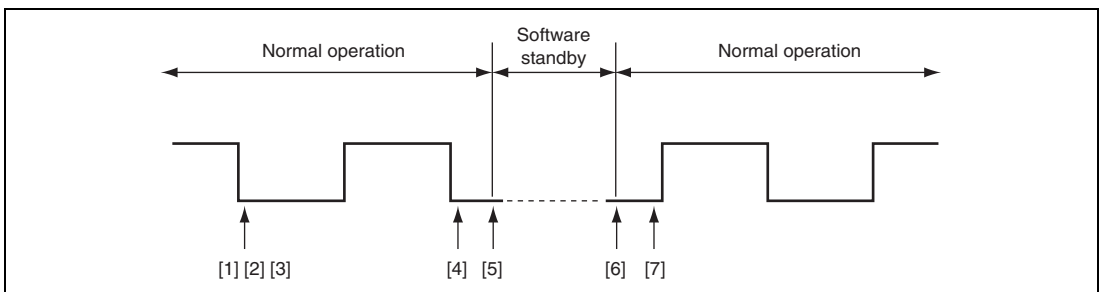 Software
standby
Normal operation
Normal operation
[1] [2] [3]
[4]
[5]
[6]
[7]